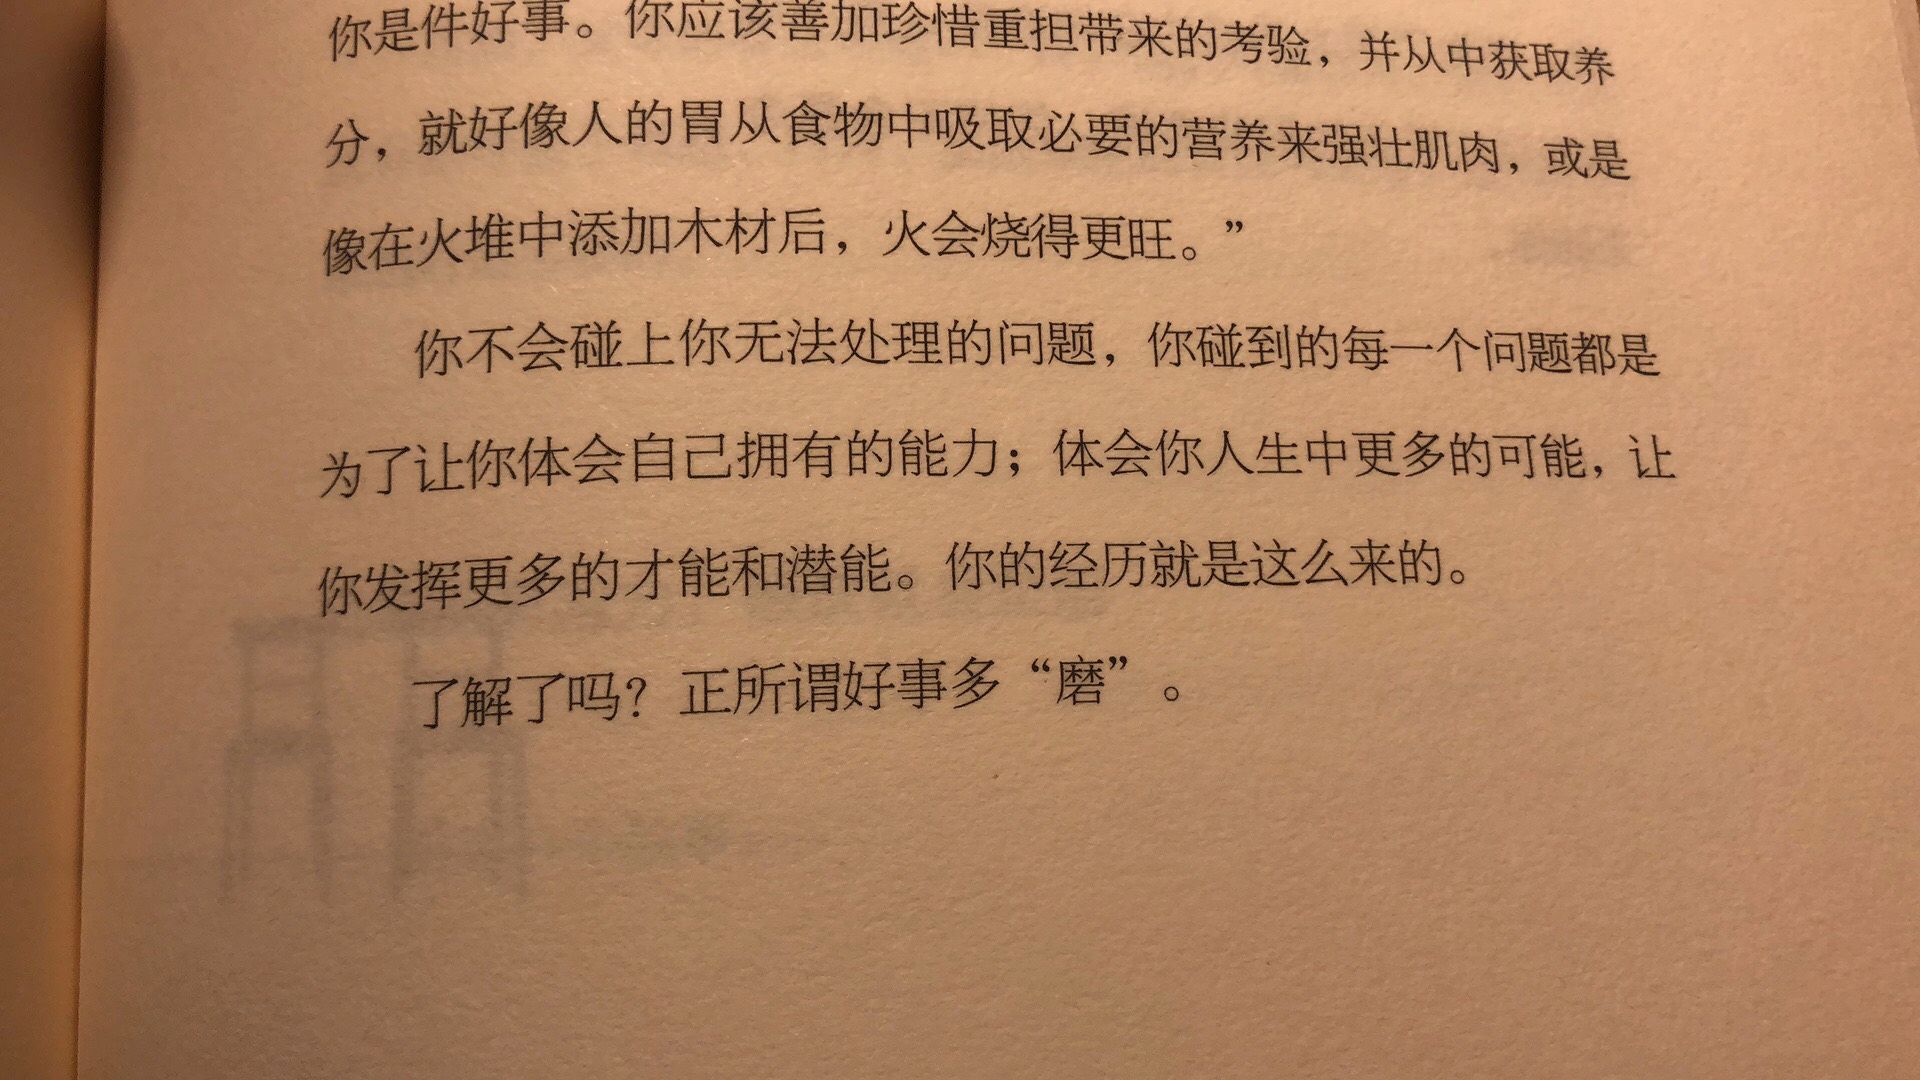 你是件好事。你应该善加珍惜重担带来的考验，并从中获取养
分，就好像人的胃从食物中吸取必要的营养来强壮肌肉，或是
像在火堆中添加木材后，火会烧得更旺。”
你不会碰上你无法处理的问题，你碰到的每一个问题都是
为了让你体会自己拥有的能力；体会你人生中更多的可能，让
你发挥更多的才能和潜能。你的经历就是这么来的。
了解了吗？正所谓好事多“磨”。